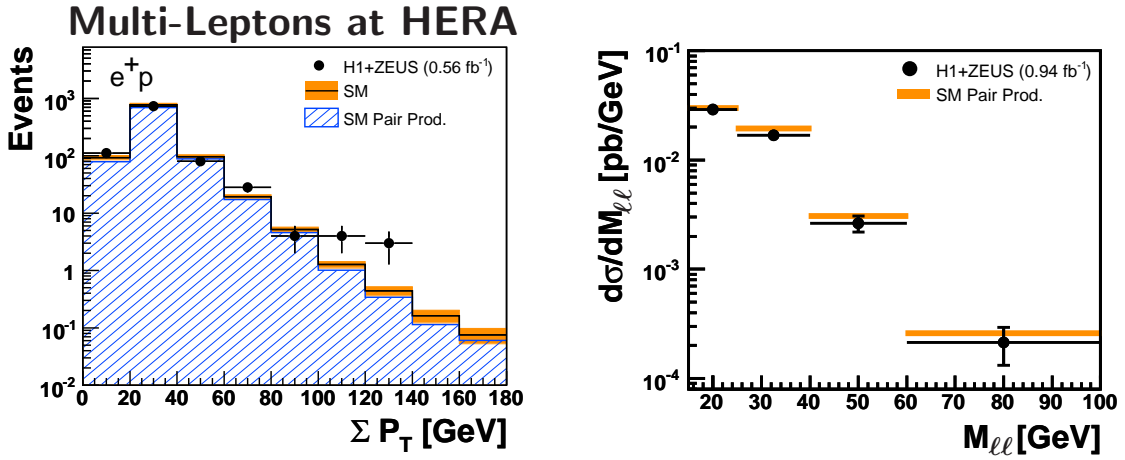 Multi-Leptons at HERA
Events
e⁺p
H1+ZEUS (0.56 fb⁻¹)
SM
SM Pair Prod.
10³
10²
10
1
10⁻¹
10⁻²
0 20 40 60 80 100 120 140 160 180
Σ P_T [GeV]
dσ/dM_ℓℓ [pb/GeV]
H1+ZEUS (0.94 fb⁻¹)
SM Pair Prod.
10⁻¹
10⁻²
10⁻³
10⁻⁴
20 30 40 50 60 70 80 90 100
M_ℓℓ [GeV]